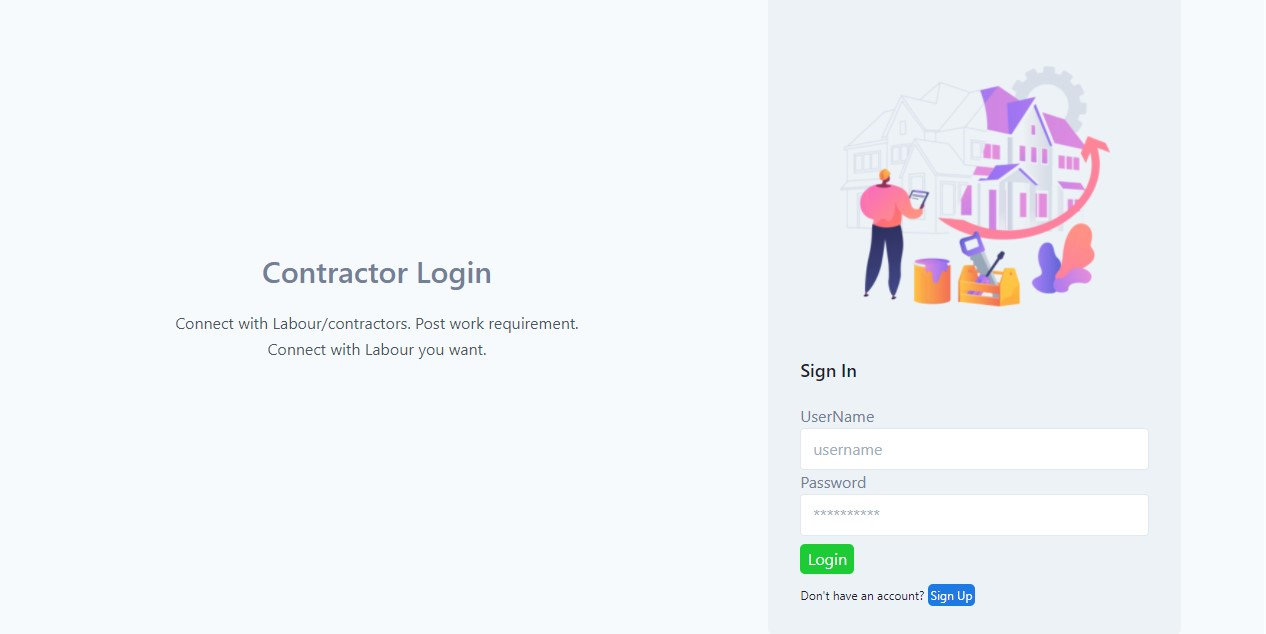 Contractor Login
Connect with Labour/contractors. Post work requirement.
Connect with Labour you want.
Sign In
UserName
username
Password
**********
Login
Don't have an account? Sign Up